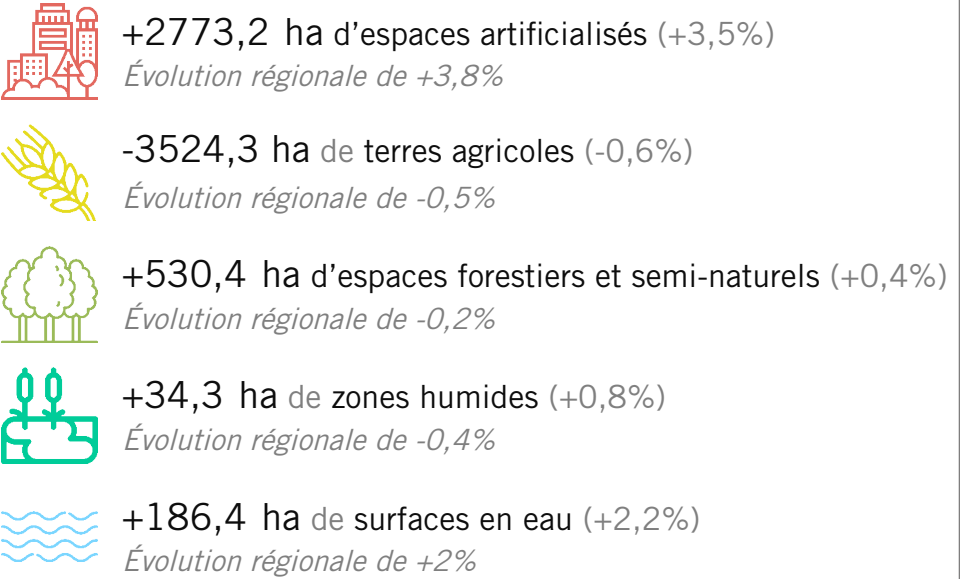 +2773,2 ha d’espaces artificialisés (+3,5%)
Évolution régionale de +3,8%
-3524,3 ha de terres agricoles (-0,6%)
Évolution régionale de -0,5%
+530,4 ha d’espaces forestiers et semi-naturels (+0,4%)
Évolution régionale de -0,2%
+34,3 ha de zones humides (+0,8%)
Évolution régionale de -0,4%
+186,4 ha de surfaces en eau (+2,2%)
Évolution régionale de +2%